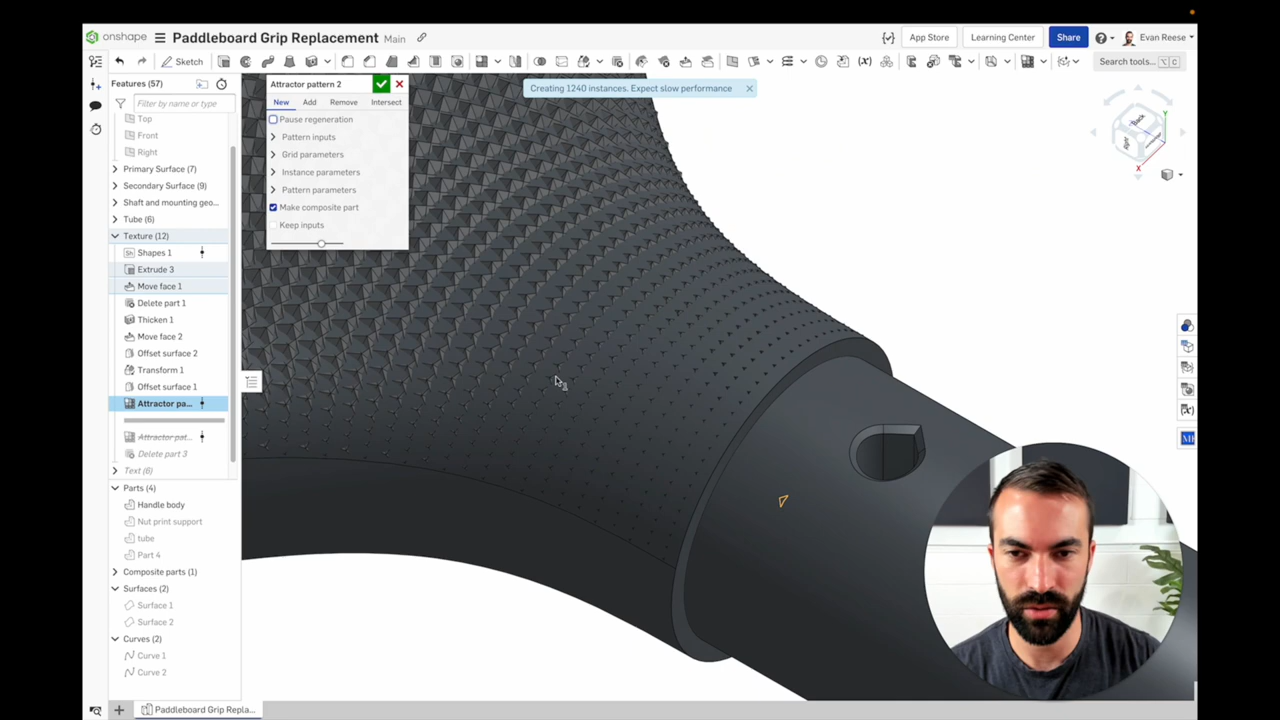 onshape Paddleboard Grip Replacement Main App Store Learning Center Share Evan Reese
Sketch Search tools...
Features (57)
Filter by name or type
Top
Front
Right
Primary Surface (7)
Secondary Surface (9)
Shaft and mounting geo...
Tube (6)
Texture (12)
Shapes 1
Extrude 3
Move face 1
Delete part 1
Thicken 1
Move face 2
Offset surface 2
Transform 1
Offset surface 1
Attractor pa...
Attractor pat...
Delete part 3
Text (6)
Parts (4)
Handle body
Nut print support
tube
Part 4
Composite parts (1)
Surfaces (2)
Surface 1
Surface 2
Curves (2)
Curve 1
Curve 2
Attractor pattern 2
New Add Remove Intersect
Pause regeneration
Pattern inputs
Grid parameters
Instance parameters
Pattern parameters
Make composite part
Keep inputs
Creating 1240 instances. Expect slow performance
Back
Right
Y
X
Paddleboard Grip Repla...